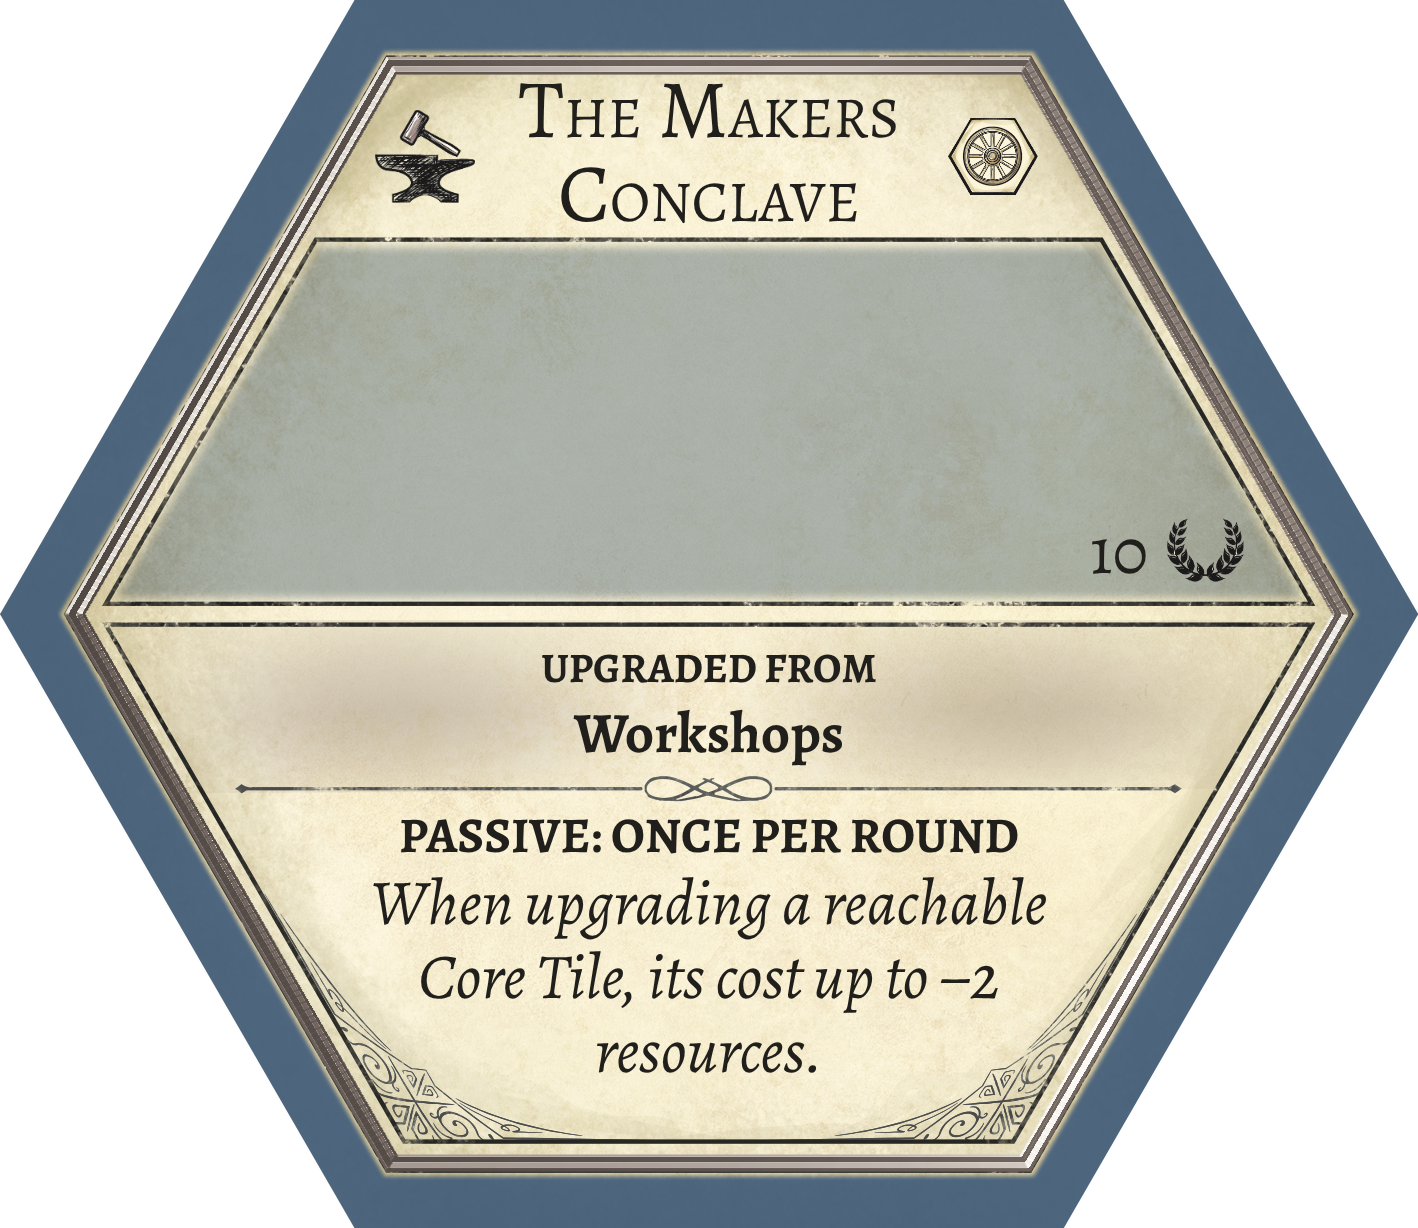 The Makers
Conclave
10
UPGRADED FROM
Workshops
PASSIVE: ONCE PER ROUND
When upgrading a reachable
Core Tile, its cost up to –2
resources.